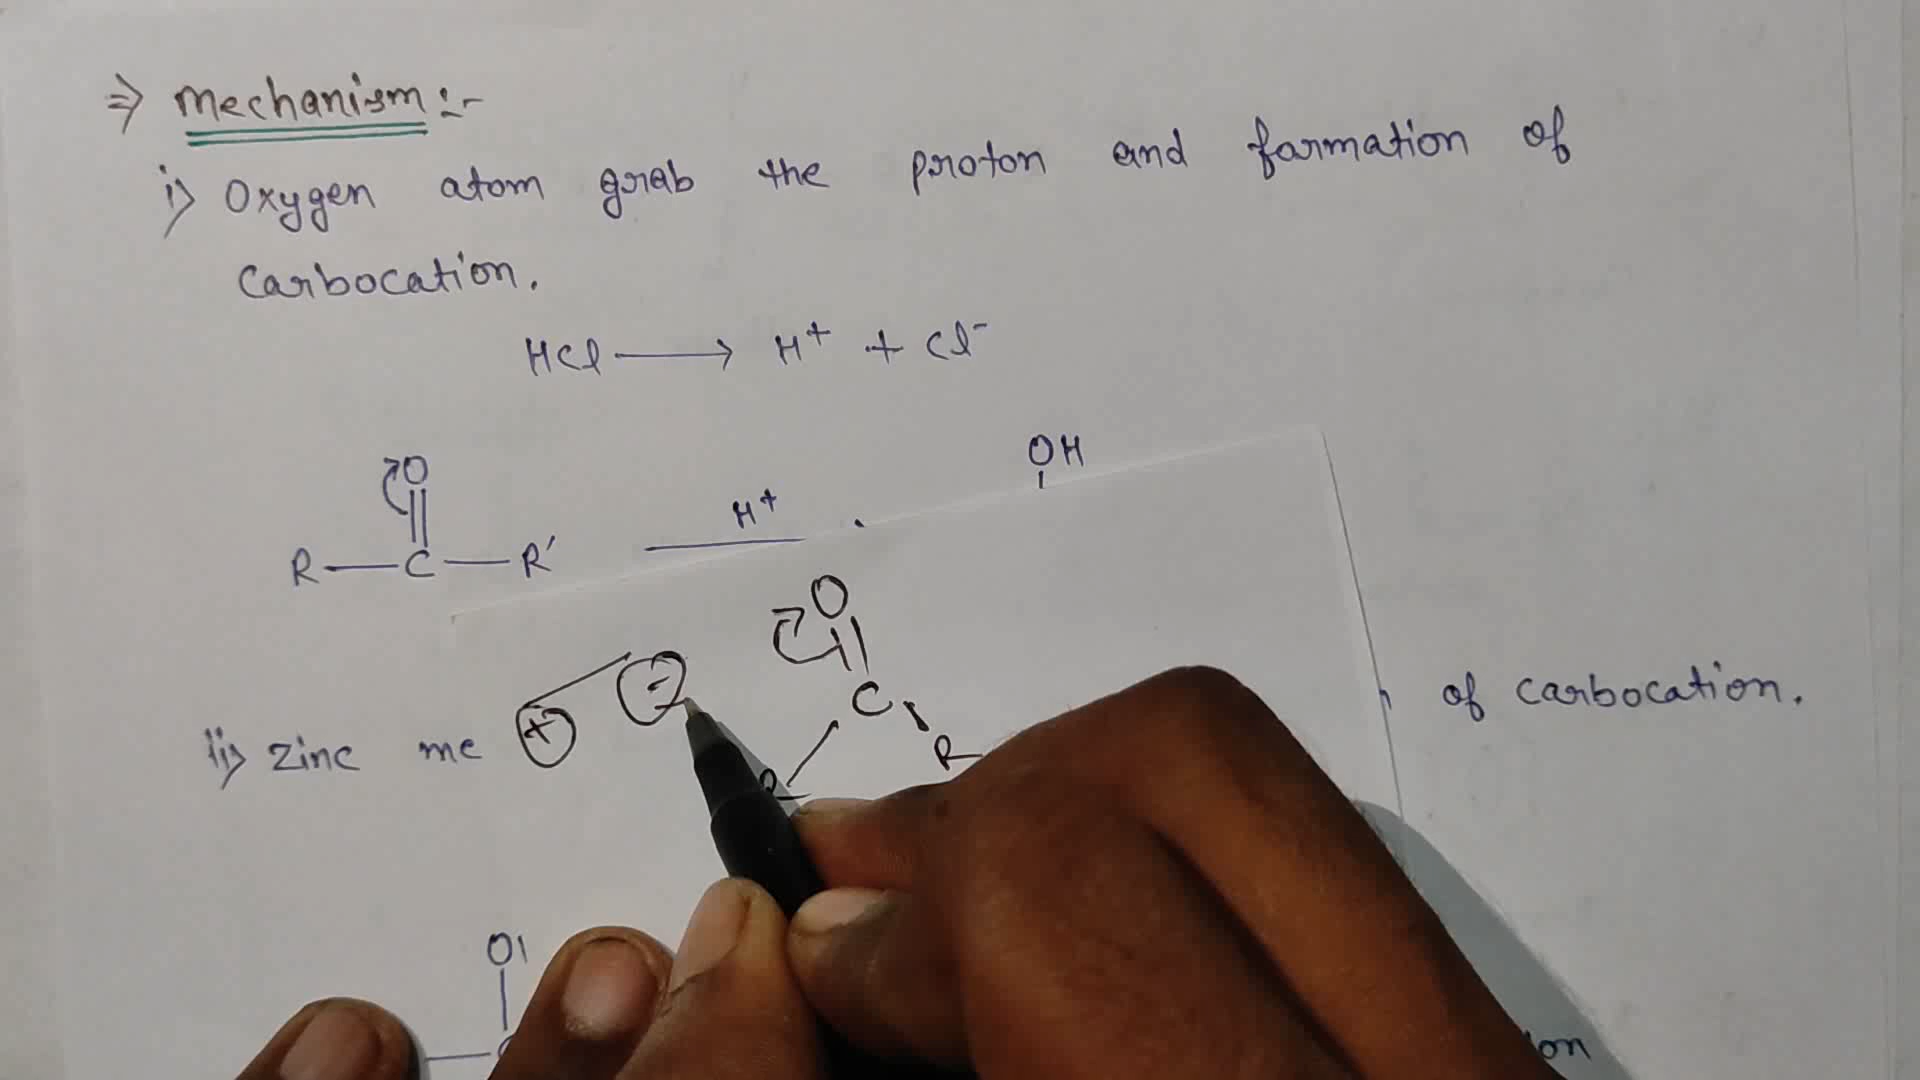 ⇒ Mechanism :-
i) Oxygen atom grab the proton and formation of
Carbocation.
HCl ⟶ H⁺ + Cl⁻
O OH
H⁺
R — C — R'
O
C
R R
ii) Zinc me + - of carbocation.
O